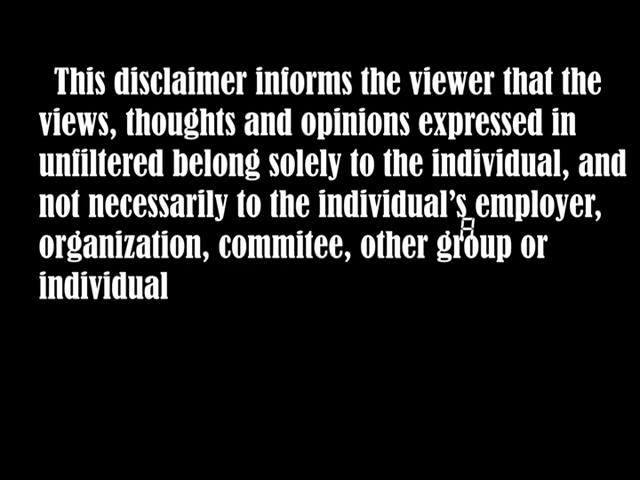 This disclaimer informs the viewer that the
views, thoughts and opinions expressed in
unfiltered belong solely to the individual, and
not necessarily to the individual’s employer,
organization, commitee, other group or
individual